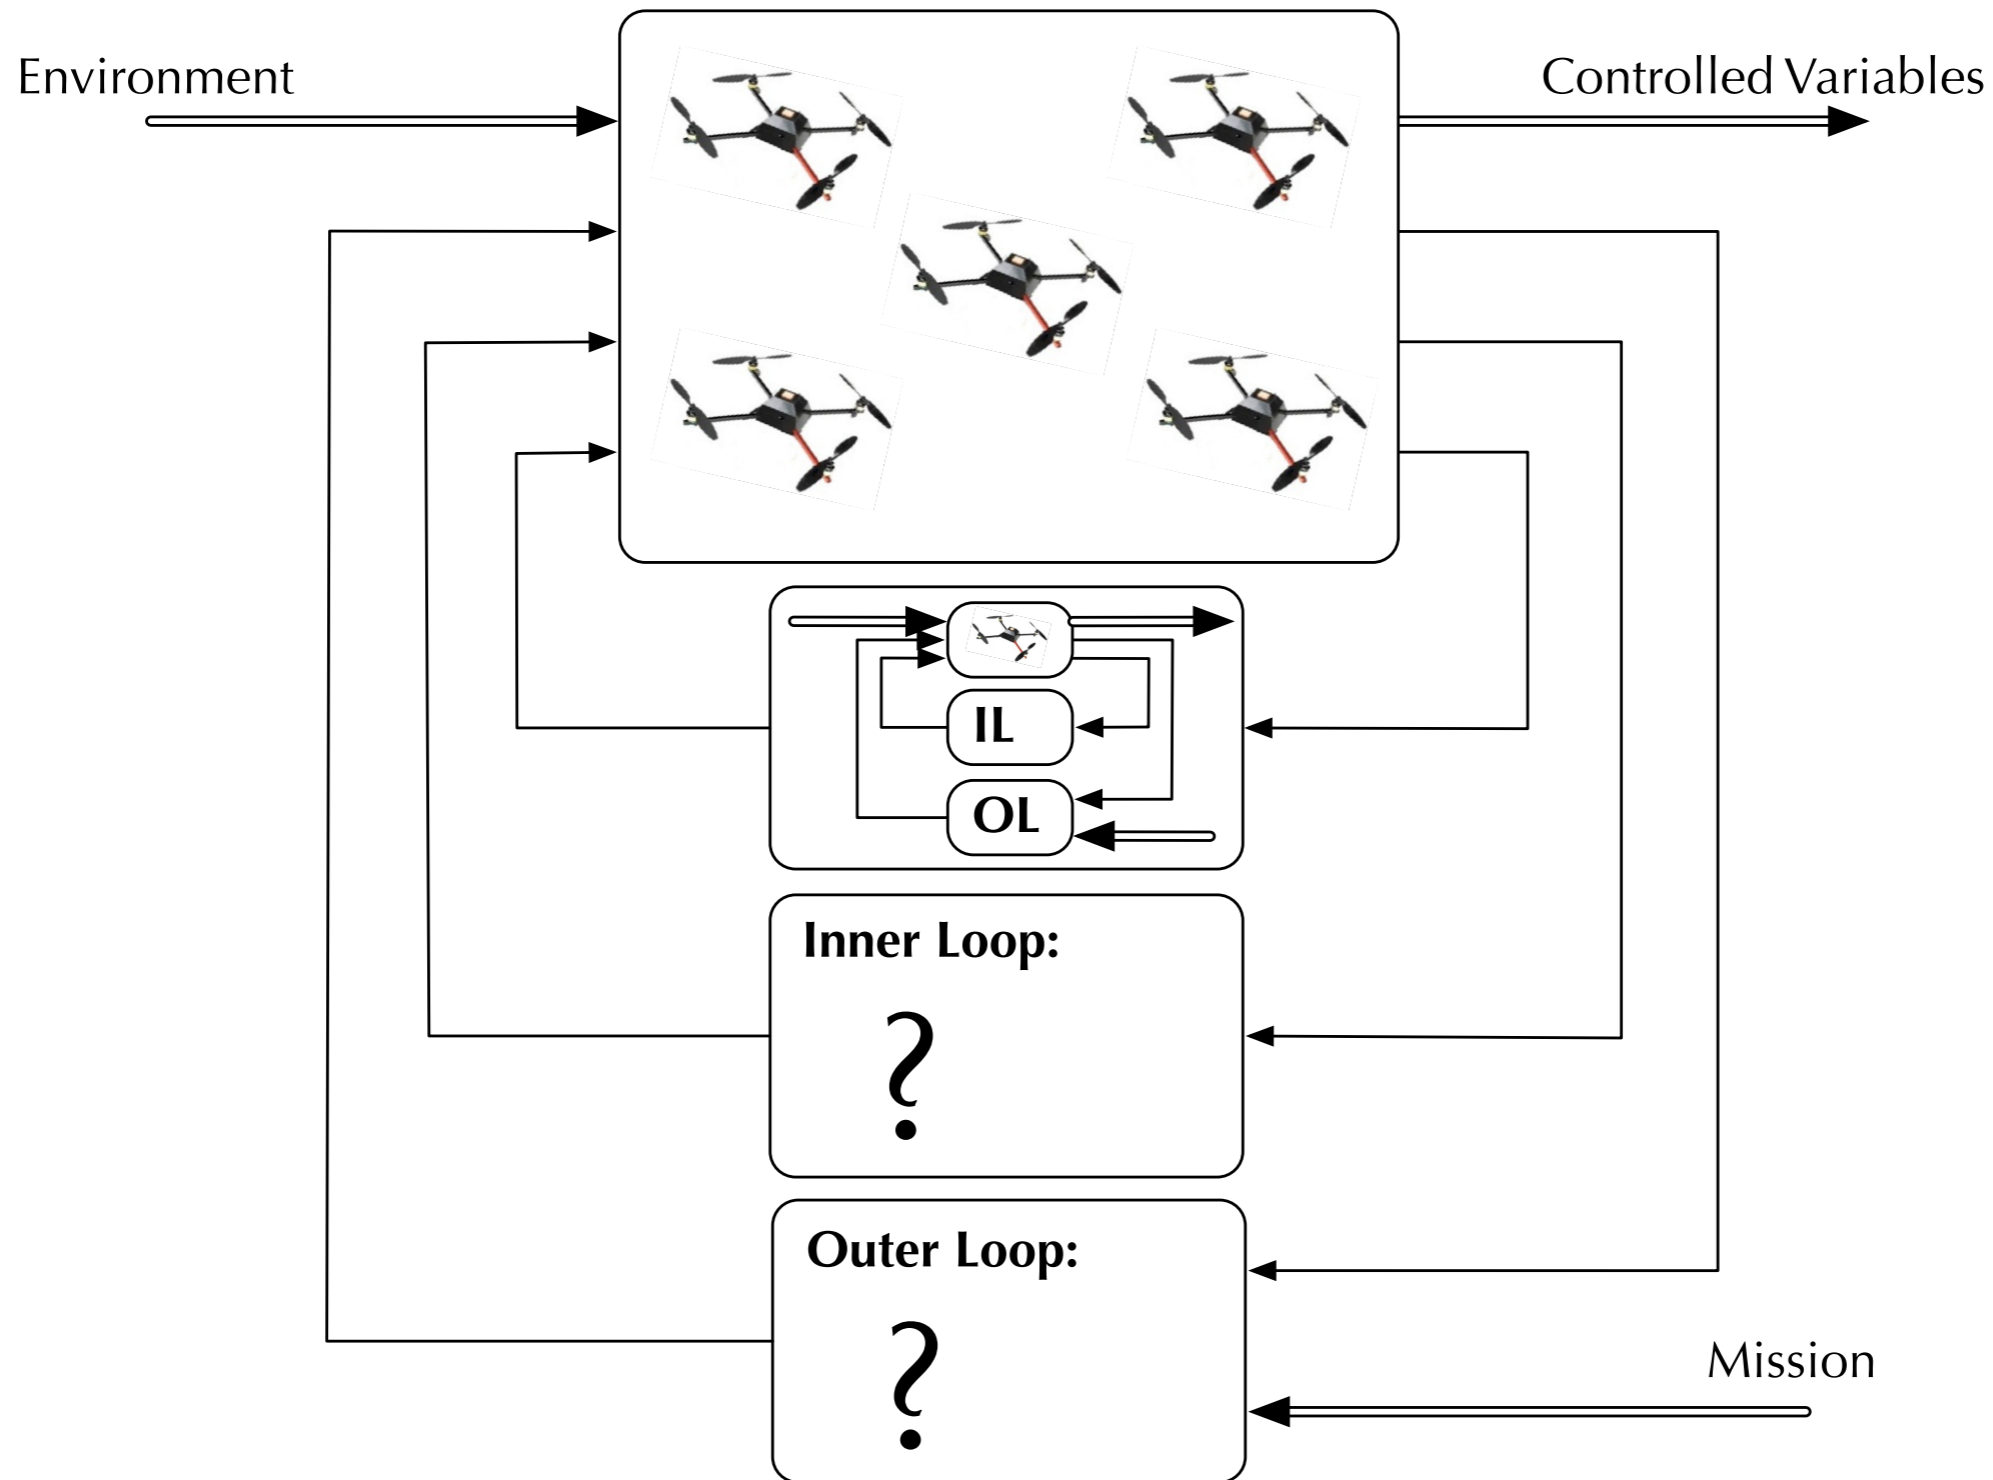 Environment
Controlled Variables
IL
OL
Inner Loop:
?
Outer Loop:
?
Mission